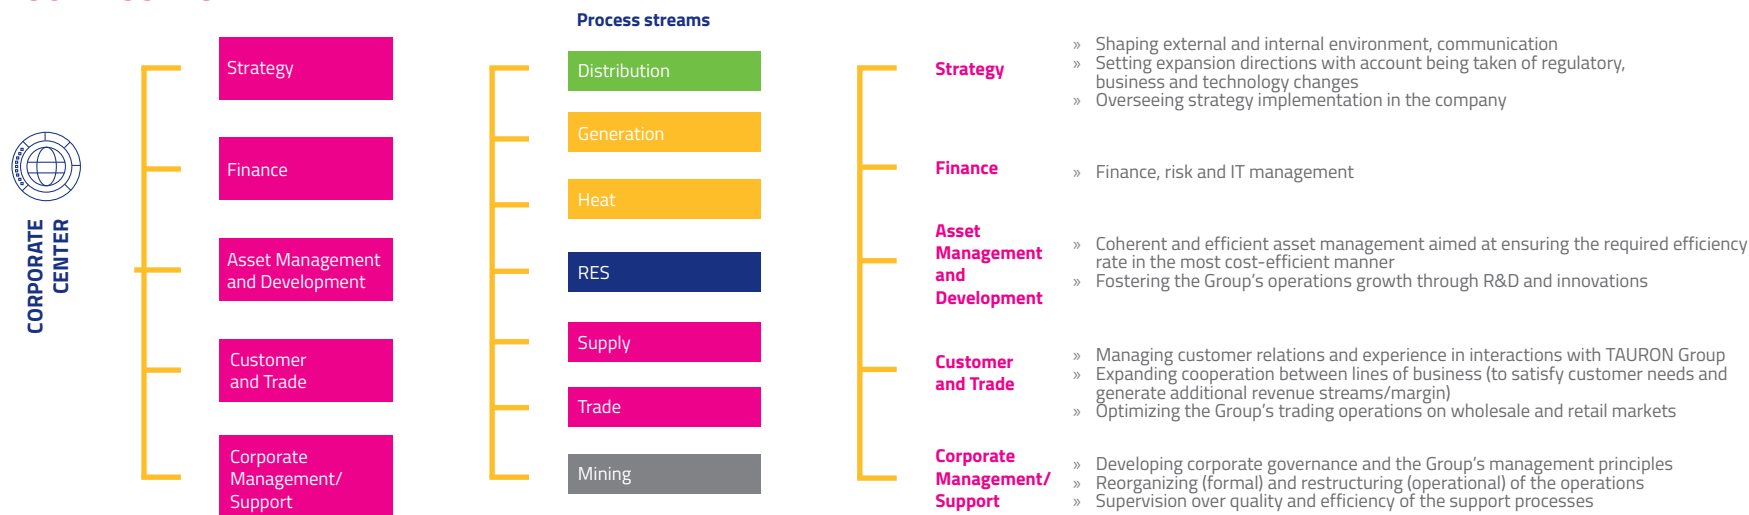 CORPORATE
CENTER
Strategy
Finance
Asset Management
and Development
Customer
and Trade
Corporate
Management/
Support
Process streams
Distribution
Generation
Heat
RES
Supply
Trade
Mining
Strategy
» Shaping external and internal environment, communication
» Setting expansion directions with account being taken of regulatory,
business and technology changes
» Overseeing strategy implementation in the company
Finance
» Finance, risk and IT management
Asset
Management
and
Development
» Coherent and efficient asset management aimed at ensuring the required efficiency
rate in the most cost-efficient manner
» Fostering the Group's operations growth through R&D and innovations
Customer
and Trade
» Managing customer relations and experience in interactions with TAURON Group
» Expanding cooperation between lines of business (to satisfy customer needs and
generate additional revenue streams/margin)
» Optimizing the Group's trading operations on wholesale and retail markets
Corporate
Management/
Support
» Developing corporate governance and the Group's management principles
» Reorganizing (formal) and restructuring (operational) of the operations
» Supervision over quality and efficiency of the support processes